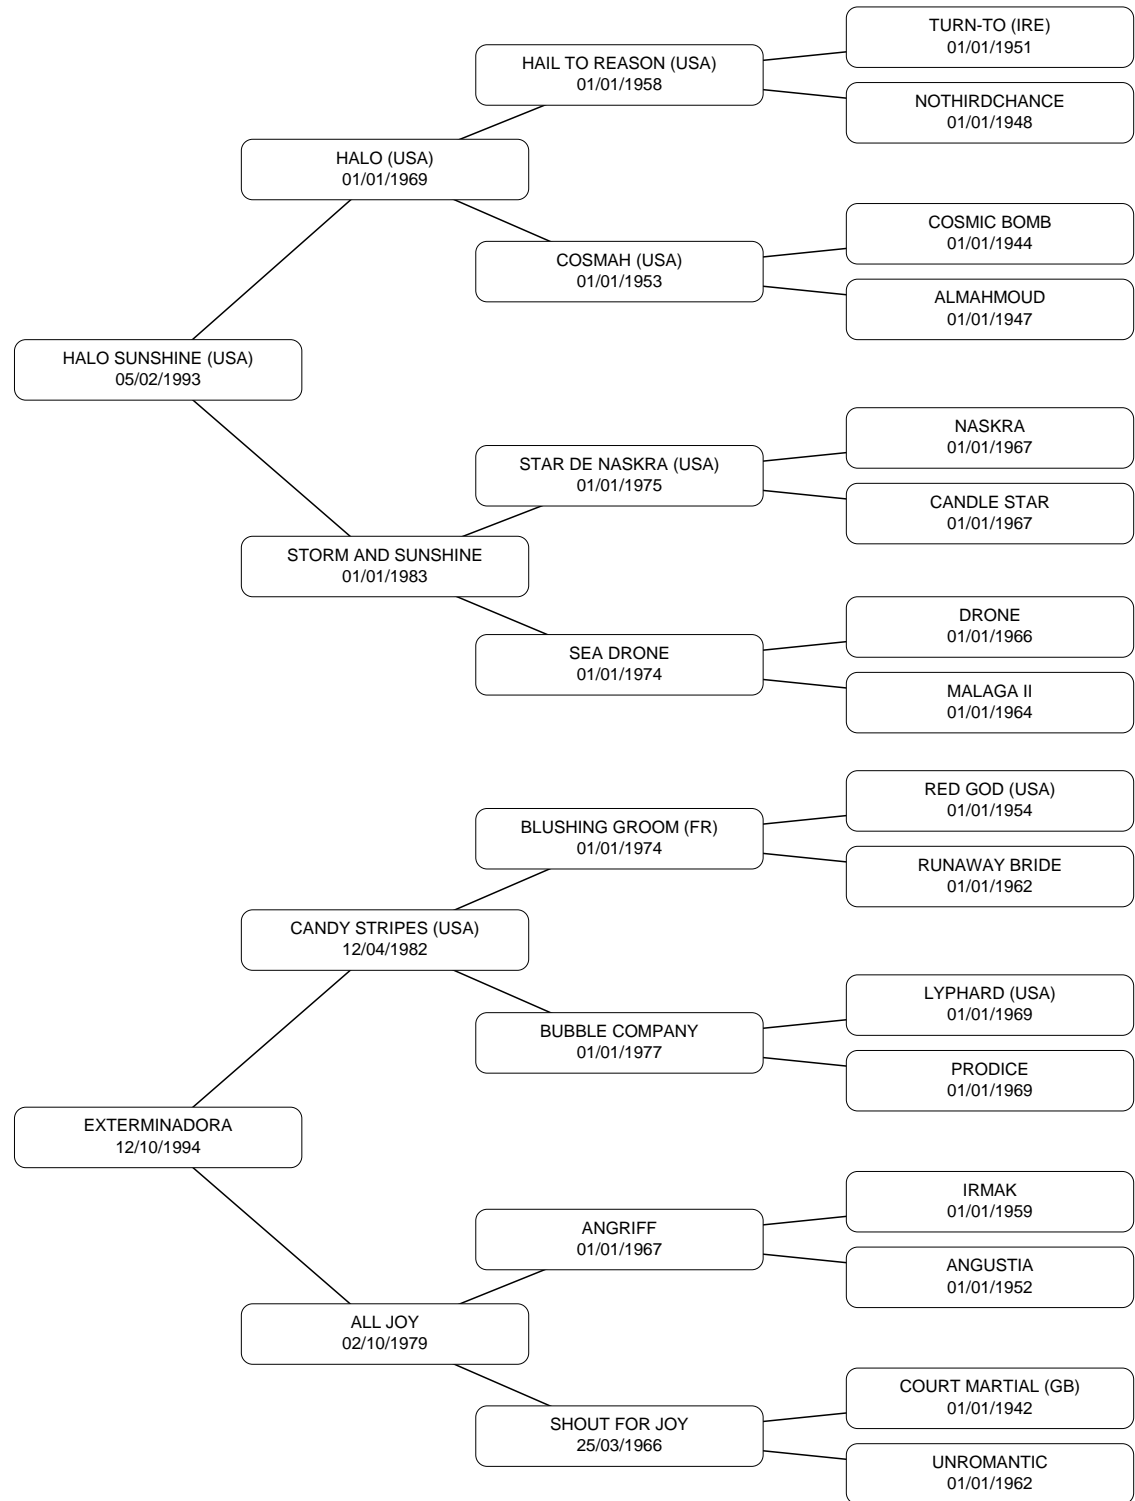 TURN-TO (IRE)
01/01/1951
HAIL TO REASON (USA)
01/01/1958
NOTHIRDCHANCE
01/01/1948
HALO (USA)
01/01/1969
COSMIC BOMB
01/01/1944
COSMAH (USA)
01/01/1953
ALMAHMOUD
01/01/1947
HALO SUNSHINE (USA)
05/02/1993
NASKRA
01/01/1967
STAR DE NASKRA (USA)
01/01/1975
CANDLE STAR
01/01/1967
STORM AND SUNSHINE
01/01/1983
DRONE
01/01/1966
SEA DRONE
01/01/1974
MALAGA II
01/01/1964
RED GOD (USA)
01/01/1954
BLUSHING GROOM (FR)
01/01/1974
RUNAWAY BRIDE
01/01/1962
CANDY STRIPES (USA)
12/04/1982
LYPHARD (USA)
01/01/1969
BUBBLE COMPANY
01/01/1977
PRODICE
01/01/1969
EXTERMINADORA
12/10/1994
IRMAK
01/01/1959
ANGRIFF
01/01/1967
ANGUSTIA
01/01/1952
ALL JOY
02/10/1979
COURT MARTIAL (GB)
01/01/1942
SHOUT FOR JOY
25/03/1966
UNROMANTIC
01/01/1962